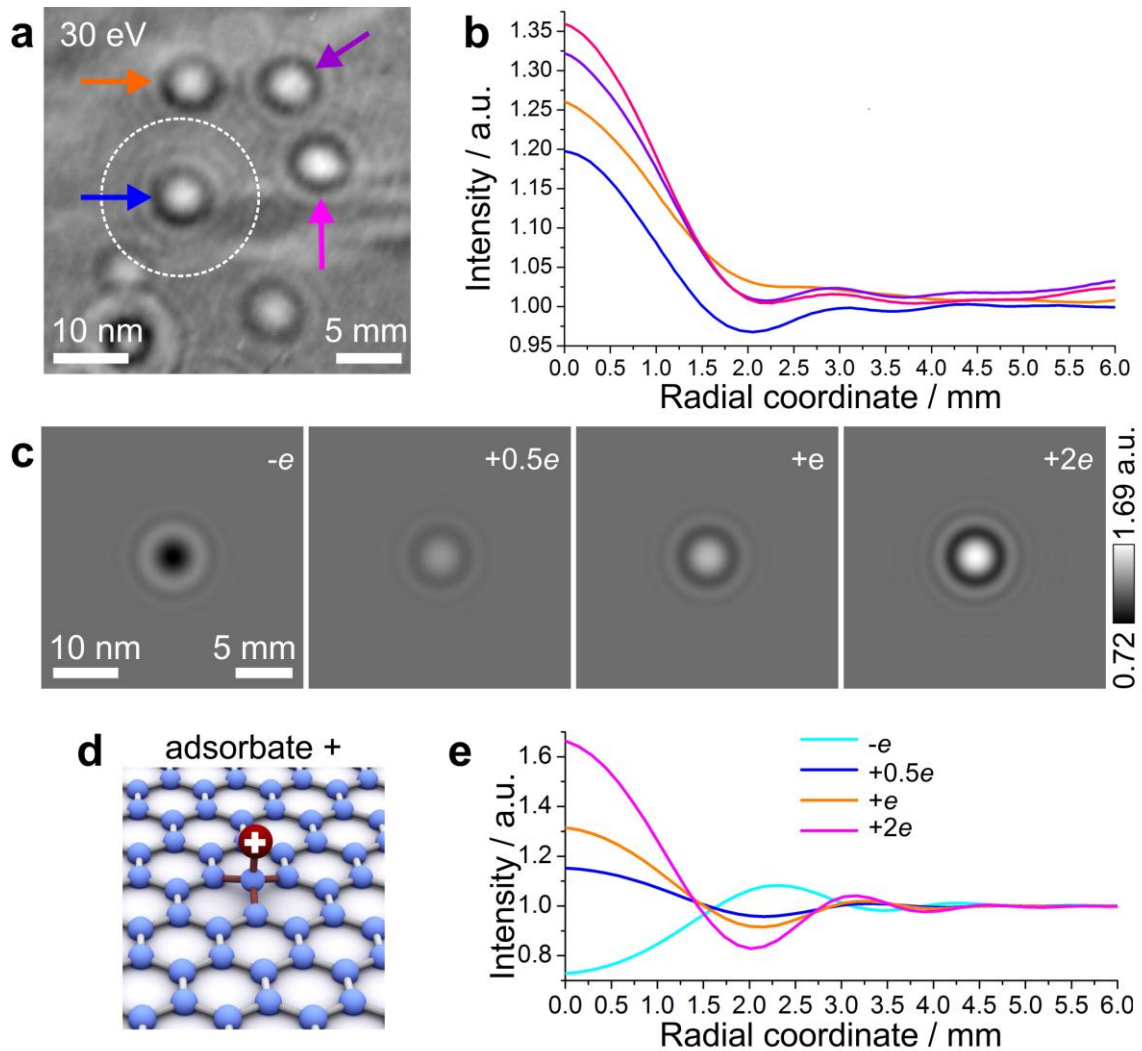 a
30 eV
10 nm
5 mm
b
Intensity / a.u.
1.35
1.30
1.25
1.20
1.15
1.10
1.05
1.00
0.95
0.0 0.5 1.0 1.5 2.0 2.5 3.0 3.5 4.0 4.5 5.0 5.5 6.0
Radial coordinate / mm
c
-e
+0.5e
+e
+2e
10 nm
5 mm
0.72
1.69 a.u.
d
adsorbate +
e
Intensity / a.u.
1.6
1.4
1.2
1.0
0.8
-e
+0.5e
+e
+2e
0.0 0.5 1.0 1.5 2.0 2.5 3.0 3.5 4.0 4.5 5.0 5.5 6.0
Radial coordinate / mm